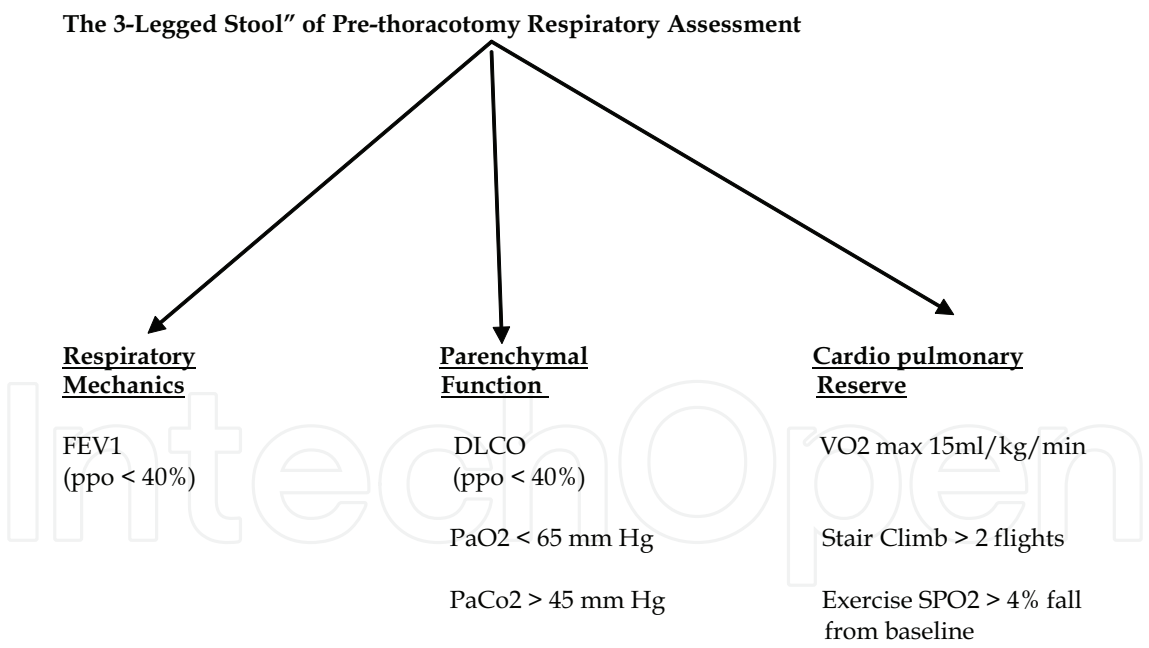 The 3-Legged Stool” of Pre-thoracotomy Respiratory Assessment
Respiratory
Mechanics
FEV1
(ppo < 40%)
Parenchymal
Function
DLCO
(ppo < 40%)
PaO2 < 65 mm Hg
PaCo2 > 45 mm Hg
Cardio pulmonary
Reserve
VO2 max 15ml/kg/min
Stair Climb > 2 flights
Exercise SPO2 > 4% fall
from baseline
IntechOpen